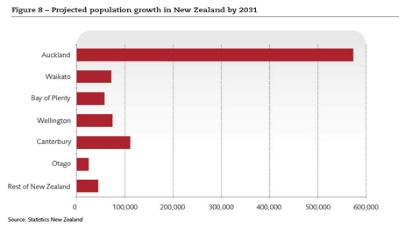 Figure 8 – Projected population growth in New Zealand by 2031
Auckland
Waikato
Bay of Plenty
Wellington
Canterbury
Otago
Rest of New Zealand
0 100,000 200,000 300,000 400,000 500,000 600,000
Source: Statistics New Zealand